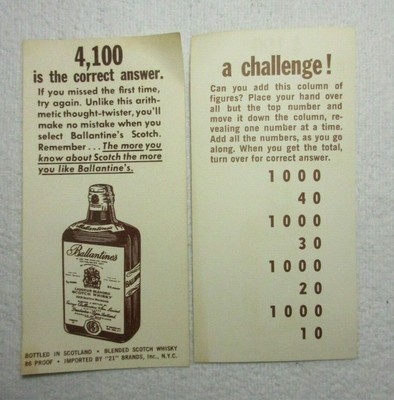 4,100
is the correct answer.
If you missed the first time,
try again. Unlike this arith-
metic thought-twister, you'll
make no mistake when you
select Ballantine's Scotch.
Remember... The more you
know about Scotch the more
you like Ballantine's.
Ballantine's
SCOTCH WHISKY
BOTTLED IN SCOTLAND • BLENDED SCOTCH WHISKY
86 PROOF • IMPORTED BY "21" BRANDS, Inc., N.Y.C.
a challenge!
Can you add this column of
figures? Place your hand over
all but the top number and
move it down the column, re-
vealing one number at a time.
Add all the numbers, as you go
along. When you get the total,
turn over for correct answer.
1000
40
1000
30
1000
20
1000
10